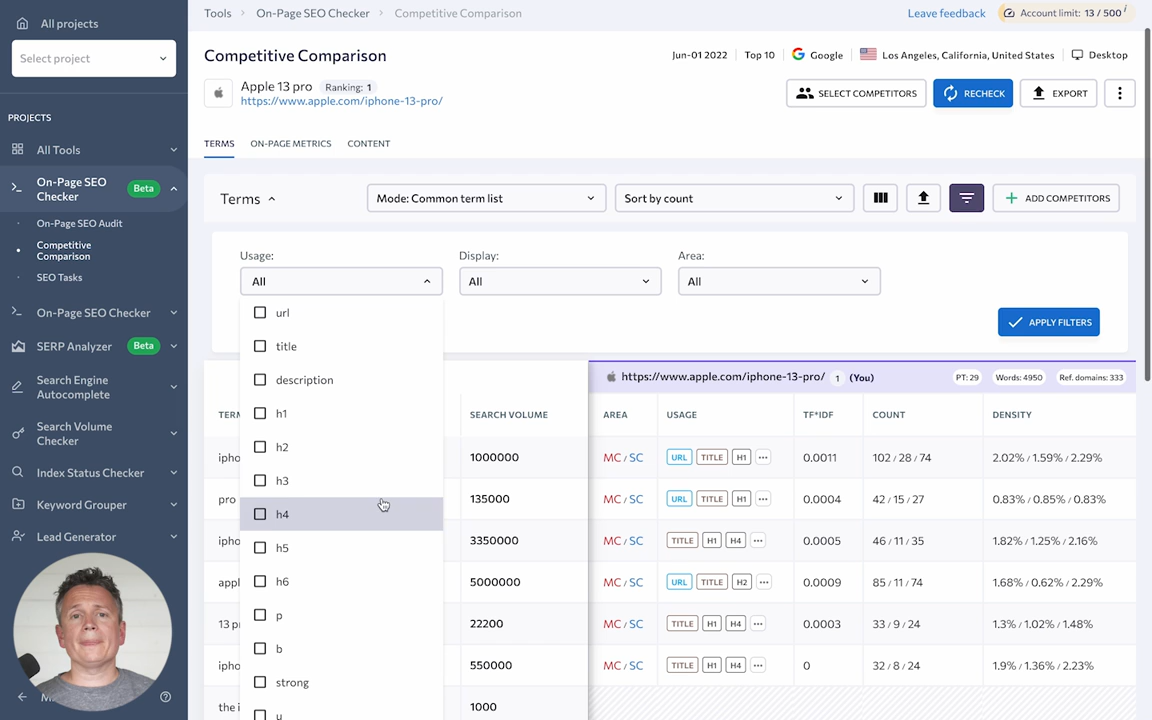 All projects
Select project
PROJECTS
All Tools
On-Page SEO
Checker
Beta
On-Page SEO Audit
Competitive
Comparison
SEO Tasks
On-Page SEO Checker
SERP Analyzer
Beta
Search Engine
Autocomplete
Search Volume
Checker
Index Status Checker
Keyword Grouper
Lead Generator
Tools > On-Page SEO Checker > Competitive Comparison
Leave feedback
Account limit: 13 / 500 i
Competitive Comparison
Jun-01 2022
Top 10
Google
Los Angeles, California, United States
Desktop
Apple 13 pro
Ranking: 1
https://www.apple.com/iphone-13-pro/
SELECT COMPETITORS
RECHECK
EXPORT
TERMS
ON-PAGE METRICS
CONTENT
Terms
Mode: Common term list
Sort by count
ADD COMPETITORS
Usage:
Display:
Area:
All
All
All
url
title
description
h1
h2
h3
h4
h5
h6
p
b
strong
u
APPLY FILTERS
https://www.apple.com/iphone-13-pro/ 1 (You)
PT: 29
Words: 4950
Ref. domains: 333
SEARCH VOLUME
AREA
USAGE
TF*IDF
COUNT
DENSITY
1000000 MC / SC URL TITLE H1 ... 0.0011 102 / 28 / 74 2.02% / 1.59% / 2.29%
pro 135000 MC / SC URL TITLE H1 ... 0.0004 42 / 15 / 27 0.83% / 0.85% / 0.83%
3350000 MC / SC TITLE H1 H4 ... 0.0005 46 / 11 / 35 1.82% / 1.25% / 2.16%
5000000 MC / SC URL TITLE H2 ... 0.0009 85 / 11 / 74 1.68% / 0.62% / 2.29%
22200 MC / SC TITLE H1 H4 ... 0.0003 33 / 9 / 24 1.3% / 1.02% / 1.48%
550000 MC / SC TITLE H1 H4 ... 0 32 / 8 / 24 1.9% / 1.36% / 2.23%
1000